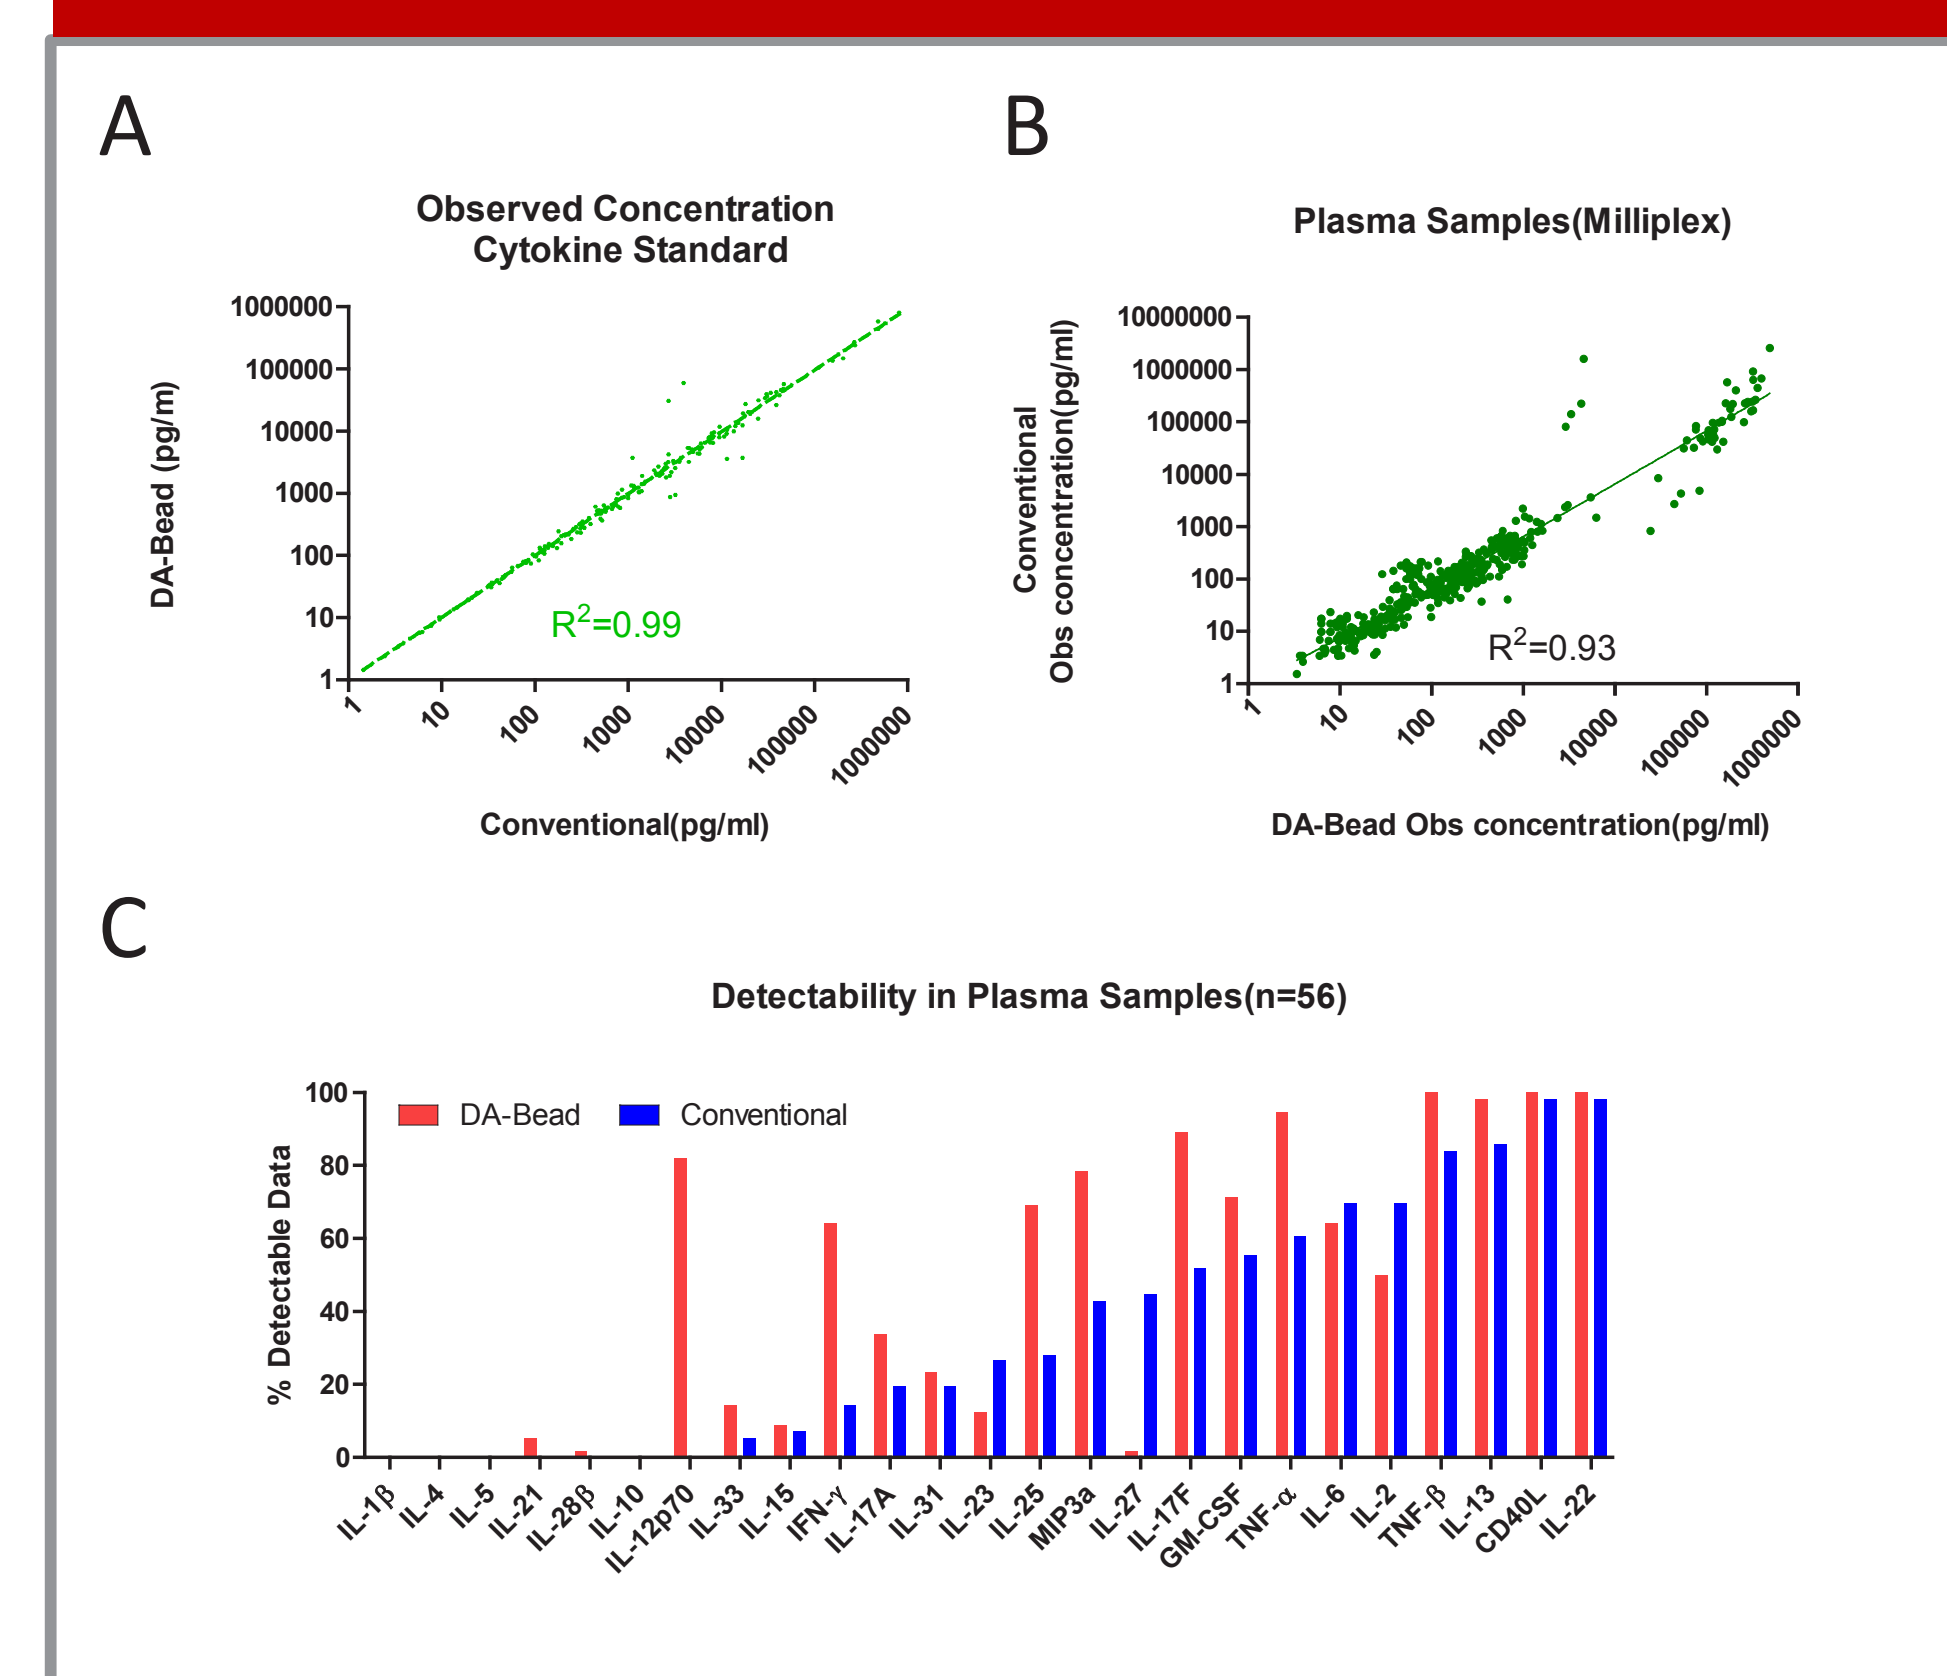 A
B
Observed Concentration
Cytokine Standard
DA-Bead (pg/m)
1000000
100000
10000
1000
100
10
1
R²=0.99
1
10
100
1000
10000
100000
1000000
Conventional(pg/ml)
Plasma Samples(Milliplex)
Conventional
Obs concentration(pg/ml)
10000000
1000000
100000
10000
1000
100
10
1
R²=0.93
1
10
100
1000
10000
100000
1000000
DA-Bead Obs concentration(pg/ml)
C
Detectability in Plasma Samples(n=56)
DA-Bead
Conventional
% Detectable Data
100
80
60
40
20
0
IL-1β
IL-4
IL-5
IL-21
IL-28β
IL-10
IL-12p70
IL-33
IL-15
IFN-γ
IL-17A
IL-31
IL-23
IL-25
MIP3a
IL-27
IL-17F
GM-CSF
TNF-α
IL-6
IL-2
TNF-β
IL-13
CD40L
IL-22